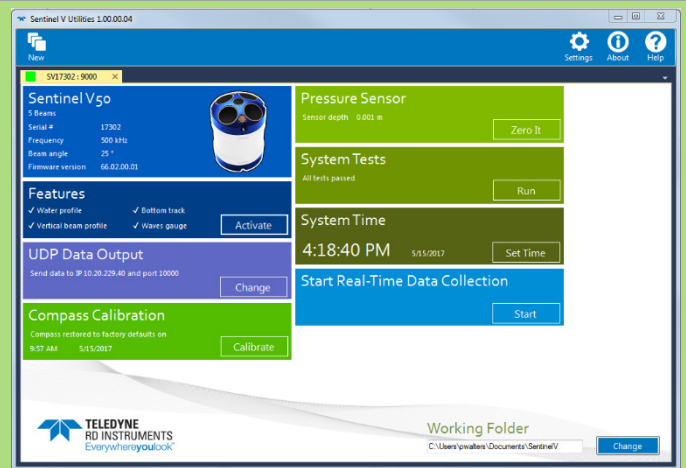 Sentinel V Utilities 1.00.00.04
New
Settings About Help
SV17302 : 9000 ×
Sentinel V50
5 Beams
Serial # 17302
Frequency 500 kHz
Beam angle 25 °
Firmware version 66.02.00.01
Features
✓ Water profile ✓ Bottom track
✓ Vertical beam profile ✓ Waves gauge
Activate
UDP Data Output
Send data to IP 10.20.229.40 and port 10000
Change
Compass Calibration
Compass restored to factory defaults on
9:57 AM 5/15/2017
Calibrate
Pressure Sensor
Sensor depth 0.001 m
Zero It
System Tests
All tests passed
Run
System Time
4:18:40 PM 5/15/2017
Set Time
Start Real-Time Data Collection
Start
TELEDYNE
RD INSTRUMENTS
Everywhereyoulook™
Working Folder
C:\Users\pwalters\Documents\SentinelV
Change